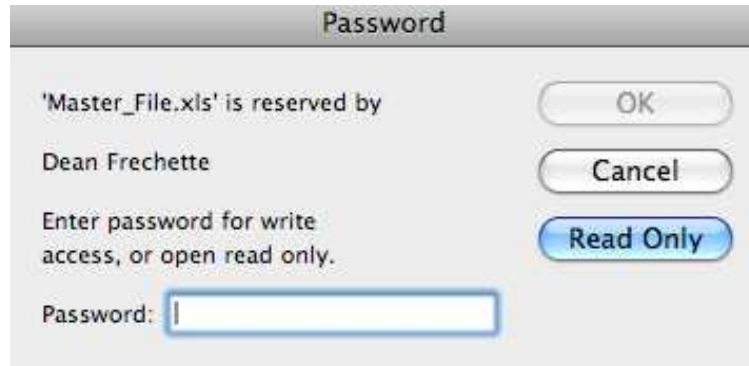 Password
'Master_File.xls' is reserved by
OK
Dean Frechette
Cancel
Enter password for write
access, or open read only.
Read Only
Password: